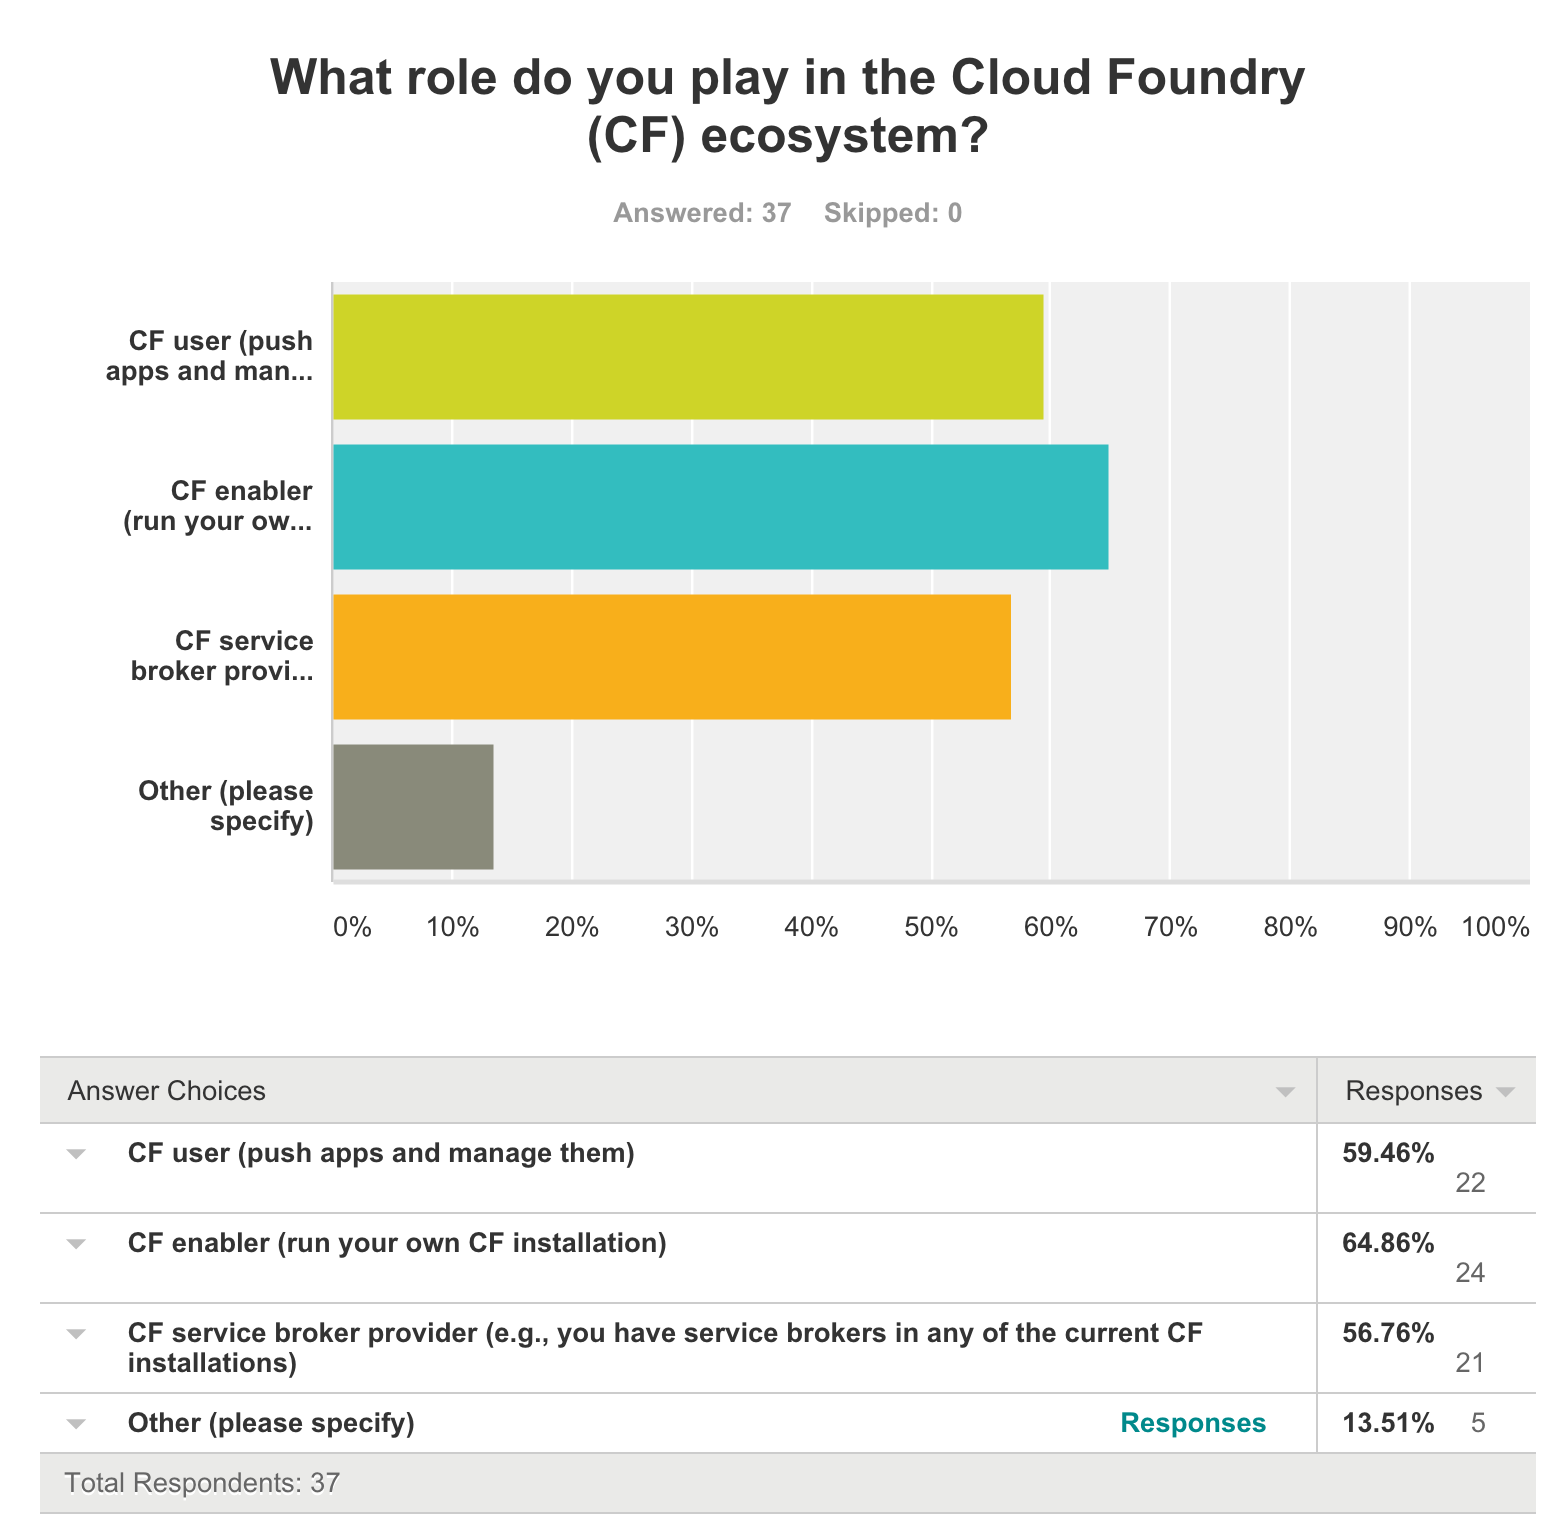 What role do you play in the Cloud Foundry
(CF) ecosystem?
Answered: 37 Skipped: 0
CF user (push
apps and man...
CF enabler
(run your ow...
CF service
broker provi...
Other (please
specify)
0% 10% 20% 30% 40% 50% 60% 70% 80% 90% 100%
Answer Choices Responses
CF user (push apps and manage them) 59.46%
22
CF enabler (run your own CF installation) 64.86%
24
CF service broker provider (e.g., you have service brokers in any of the current CF 56.76%
installations) 21
Other (please specify) Responses 13.51% 5
Total Respondents: 37